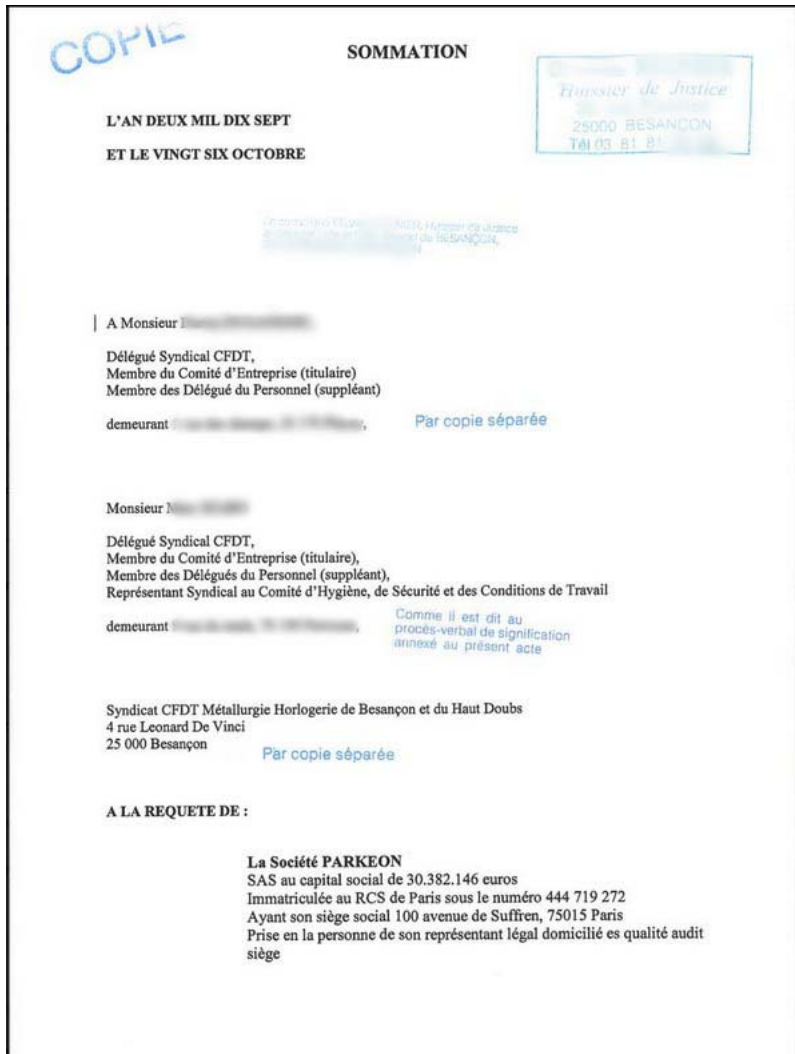 COPIE
SOMMATION
Huissier de Justice
25000 BESANCON
Tél 03 81 81
L'AN DEUX MIL DIX SEPT
ET LE VINGT SIX OCTOBRE
Huissier de Justice
de BESANÇON,
A Monsieur
Délégué Syndical CFDT,
Membre du Comité d'Entreprise (titulaire)
Membre des Délégué du Personnel (suppléant)
demeurant
Par copie séparée
Monsieur
Délégué Syndical CFDT,
Membre du Comité d'Entreprise (titulaire),
Membre des Délégués du Personnel (suppléant),
Représentant Syndical au Comité d'Hygiène, de Sécurité et des Conditions de Travail
demeurant
Comme il est dit au
procès-verbal de signification
annexé au présent acte
Syndicat CFDT Métallurgie Horlogerie de Besançon et du Haut Doubs
4 rue Leonard De Vinci
25 000 Besançon
Par copie séparée
A LA REQUETE DE :
La Société PARKEON
SAS au capital social de 30.382.146 euros
Immatriculée au RCS de Paris sous le numéro 444 719 272
Ayant son siège social 100 avenue de Suffren, 75015 Paris
Prise en la personne de son représentant légal domicilié es qualité audit
siège